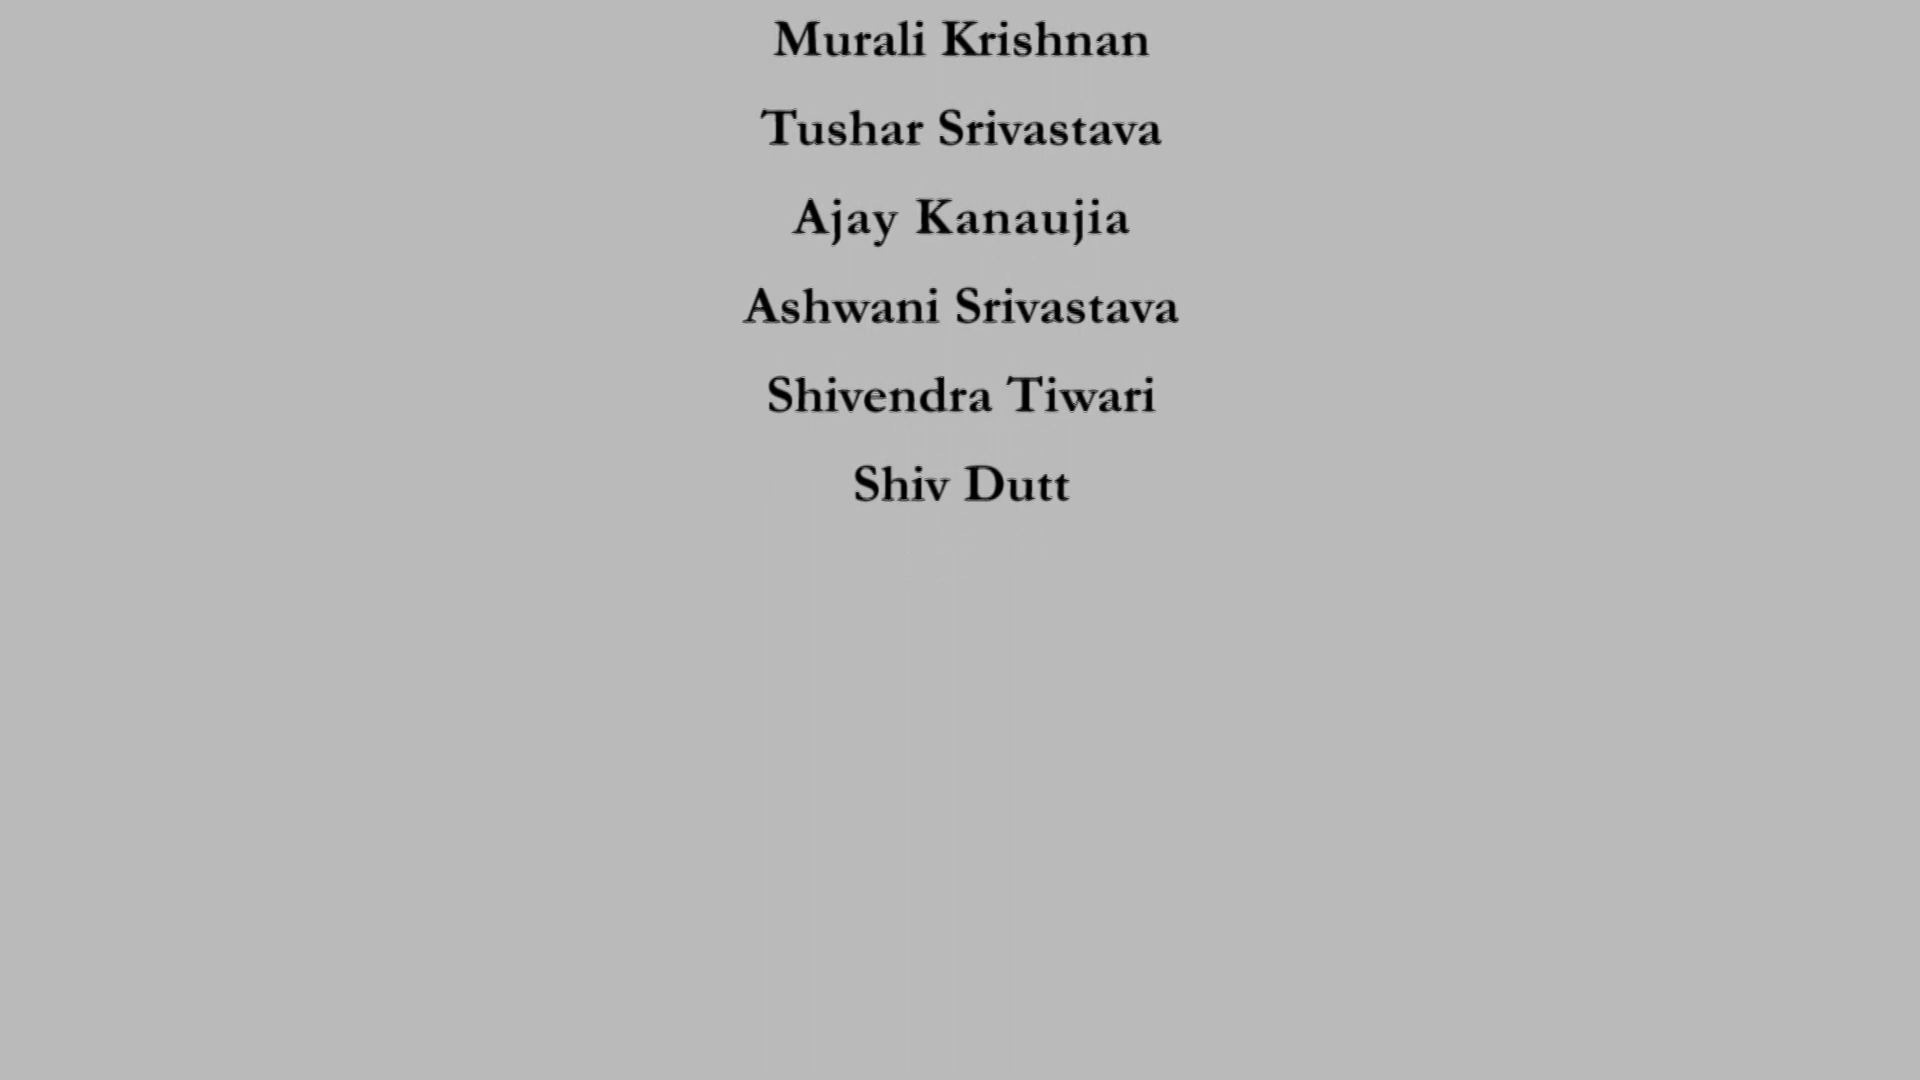 Murali Krishnan
Tushar Srivastava
Ajay Kanaujia
Ashwani Srivastava
Shivendra Tiwari
Shiv Dutt